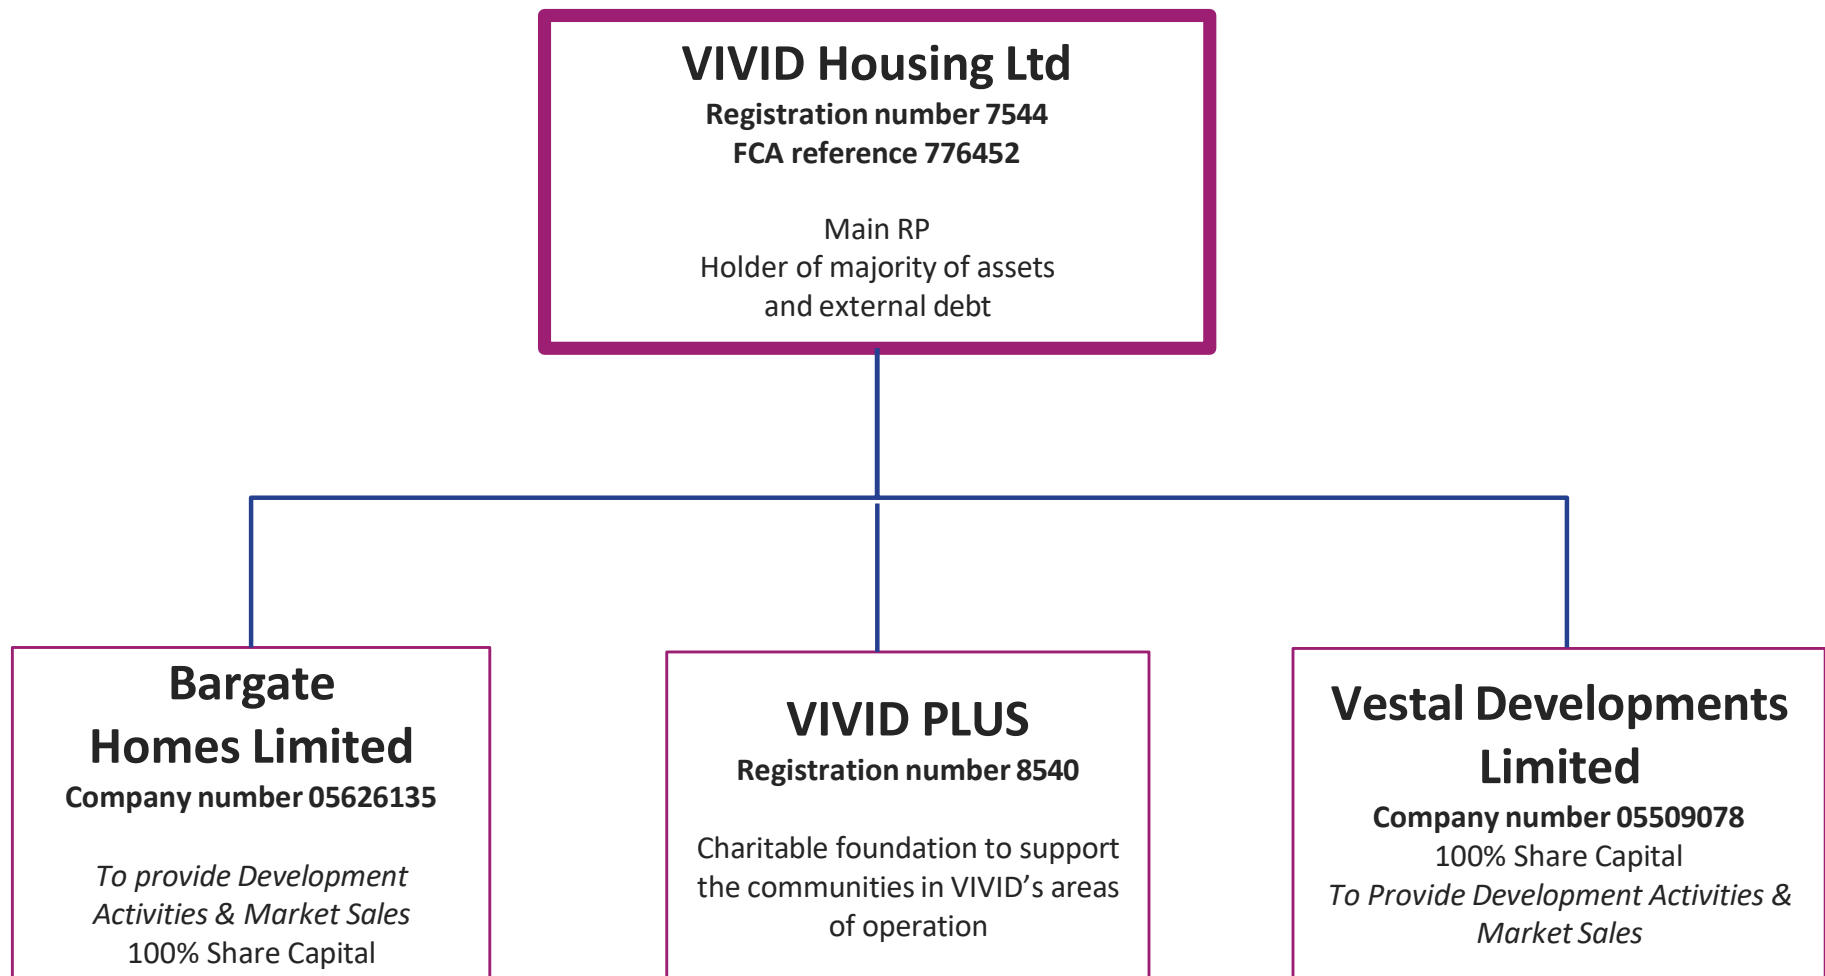 VIVID Housing Ltd
Registration number 7544
FCA reference 776452
Main RP
Holder of majority of assets
and external debt
Bargate
Homes Limited
Company number 05626135
To provide Development
Activities & Market Sales
100% Share Capital
VIVID PLUS
Registration number 8540
Charitable foundation to support
the communities in VIVID’s areas
of operation
Vestal Developments
Limited
Company number 05509078
100% Share Capital
To Provide Development Activities &
Market Sales